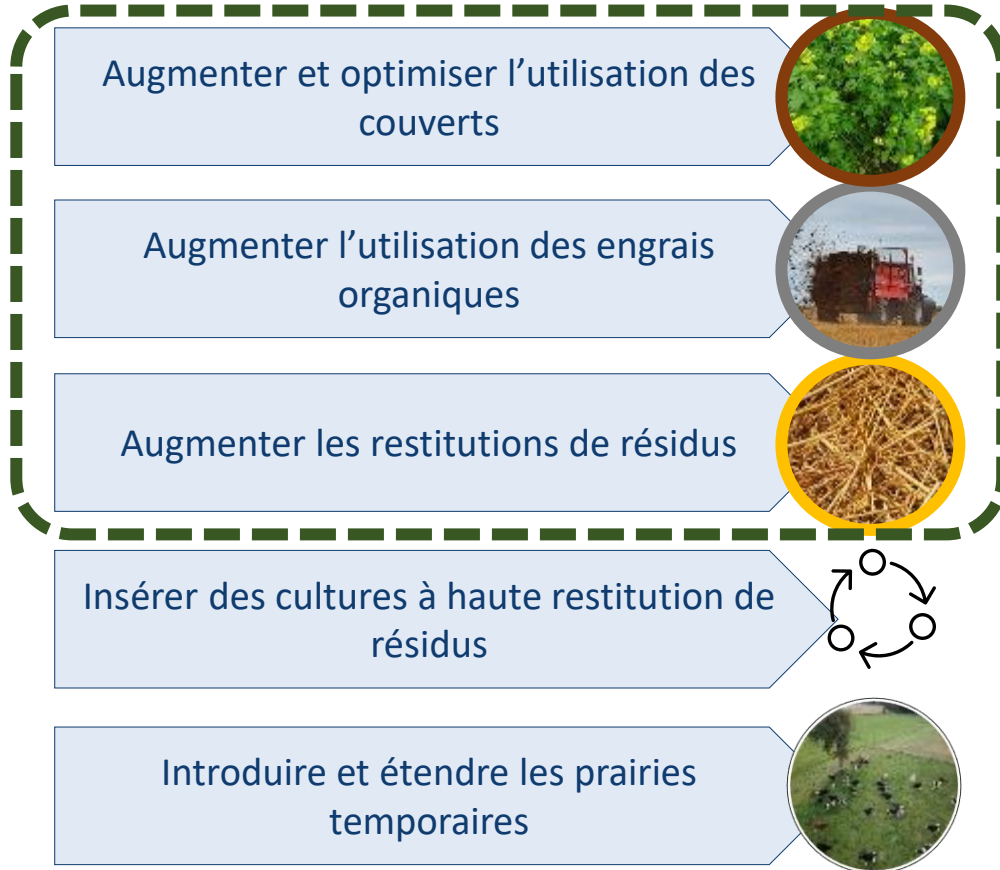 Augmenter et optimiser l’utilisation des
couverts
Augmenter l’utilisation des engrais
organiques
Augmenter les restitutions de résidus
Insérer des cultures à haute restitution de
résidus
Introduire et étendre les prairies
temporaires